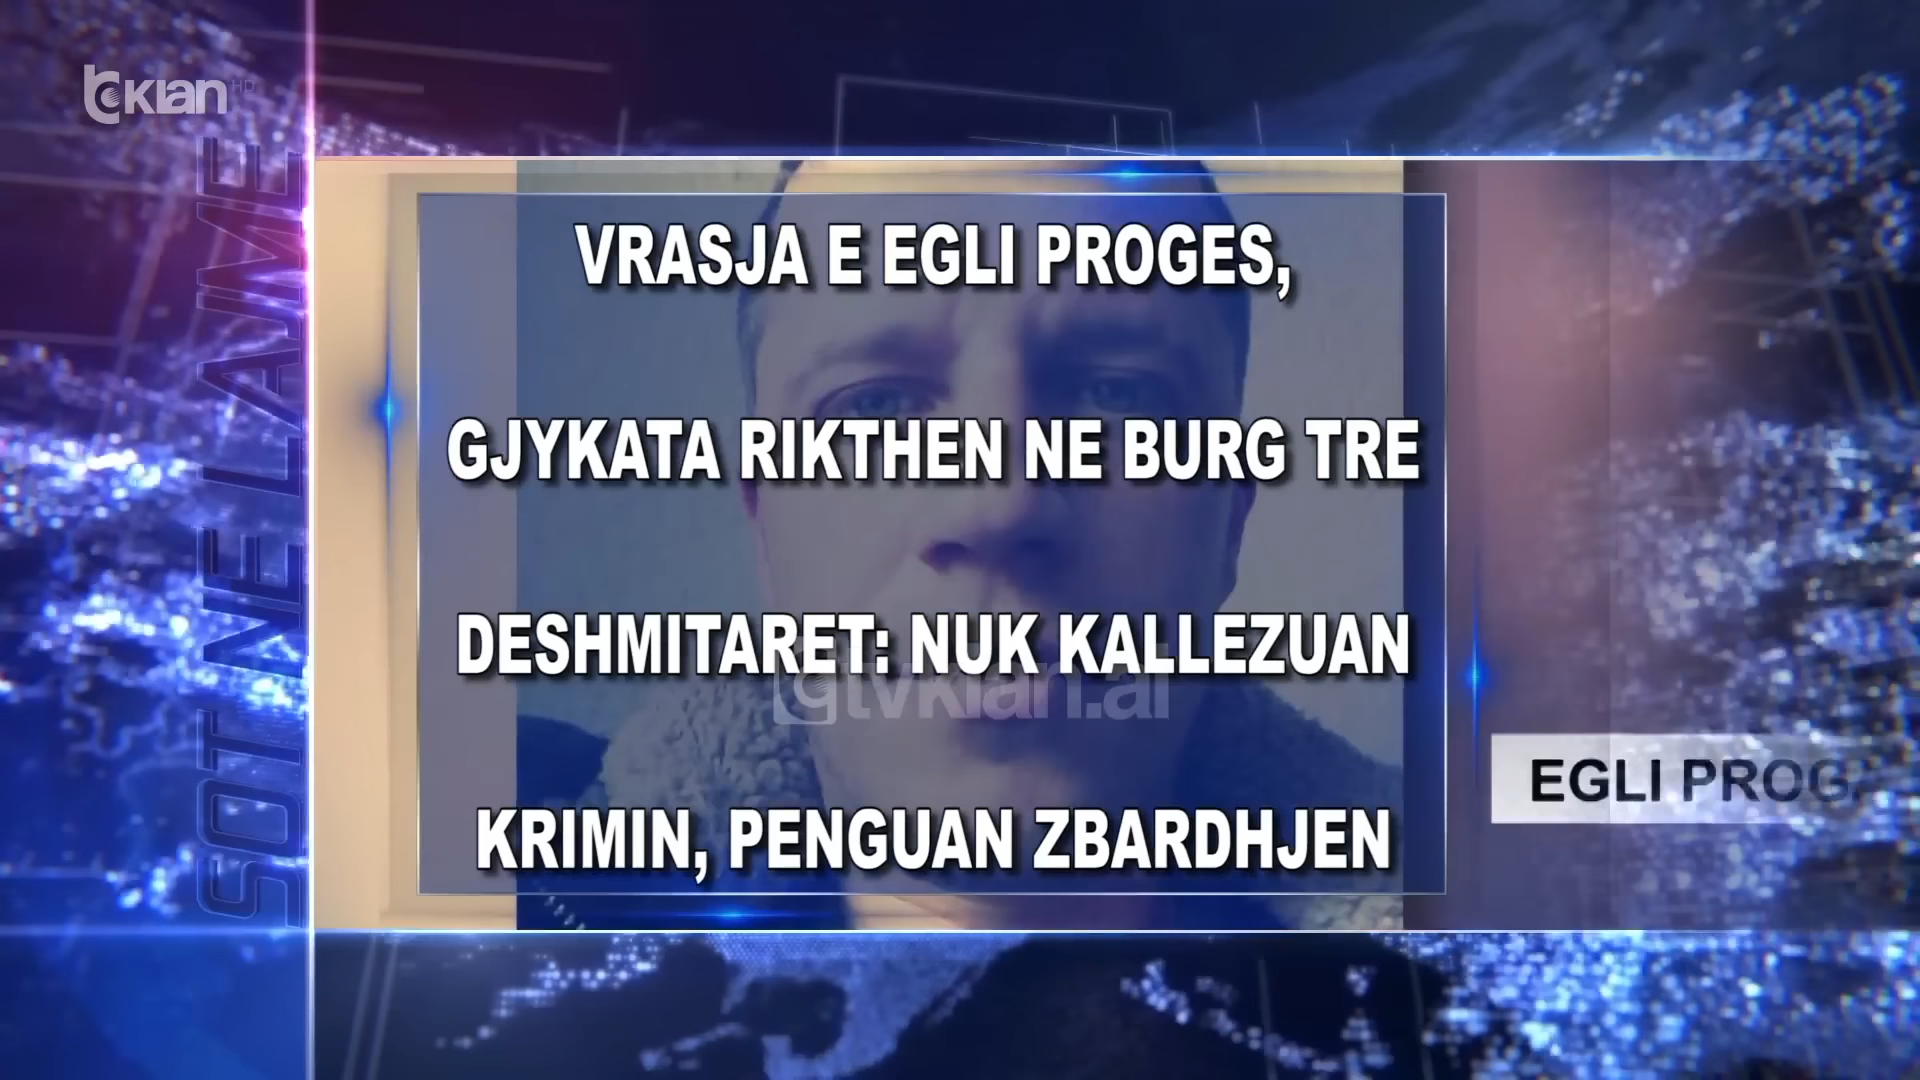 tvklan HD
SOT NE LAJME
VRASJA E EGLI PROGES,
GJYKATA RIKTHEN NE BURG TRE
DESHMITARET: NUK KALLEZUAN
tvklan.al
KRIMIN, PENGUAN ZBARDHJEN
EGLI PROG